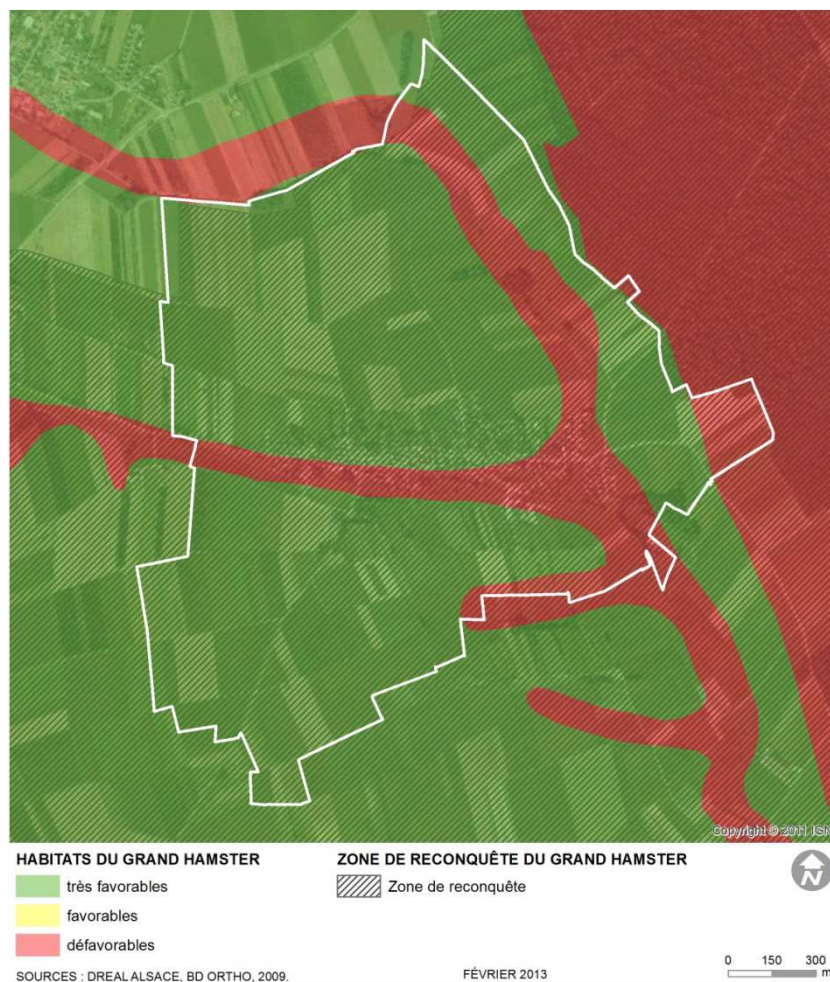 Copyright © 2011 IGN
HABITATS DU GRAND HAMSTER
très favorables
favorables
défavorables
ZONE DE RECONQUÊTE DU GRAND HAMSTER
Zone de reconquête
N
SOURCES : DREAL ALSACE, BD ORTHO, 2009.
FÉVRIER 2013
0 150 300
m